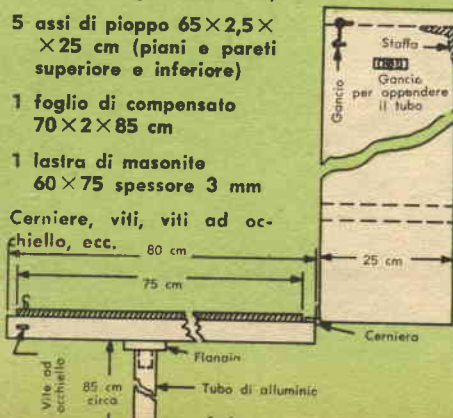 5 assi di pioppo 65×2,5×
×25 cm (piani e pareti
superiore e inferiore)
1 foglio di compensato
70×2×85 cm
1 lastra di masonite
60×75 spessore 3 mm
Cerniere, viti, viti ad oc-
chiello, ecc.
Staffa
Gancio
Gancio
per appendere
il tubo
80 cm
75 cm
25 cm
Cerniera
Flangia
Vite ad
occhiello
85 cm
circa
Tubo di alluminio